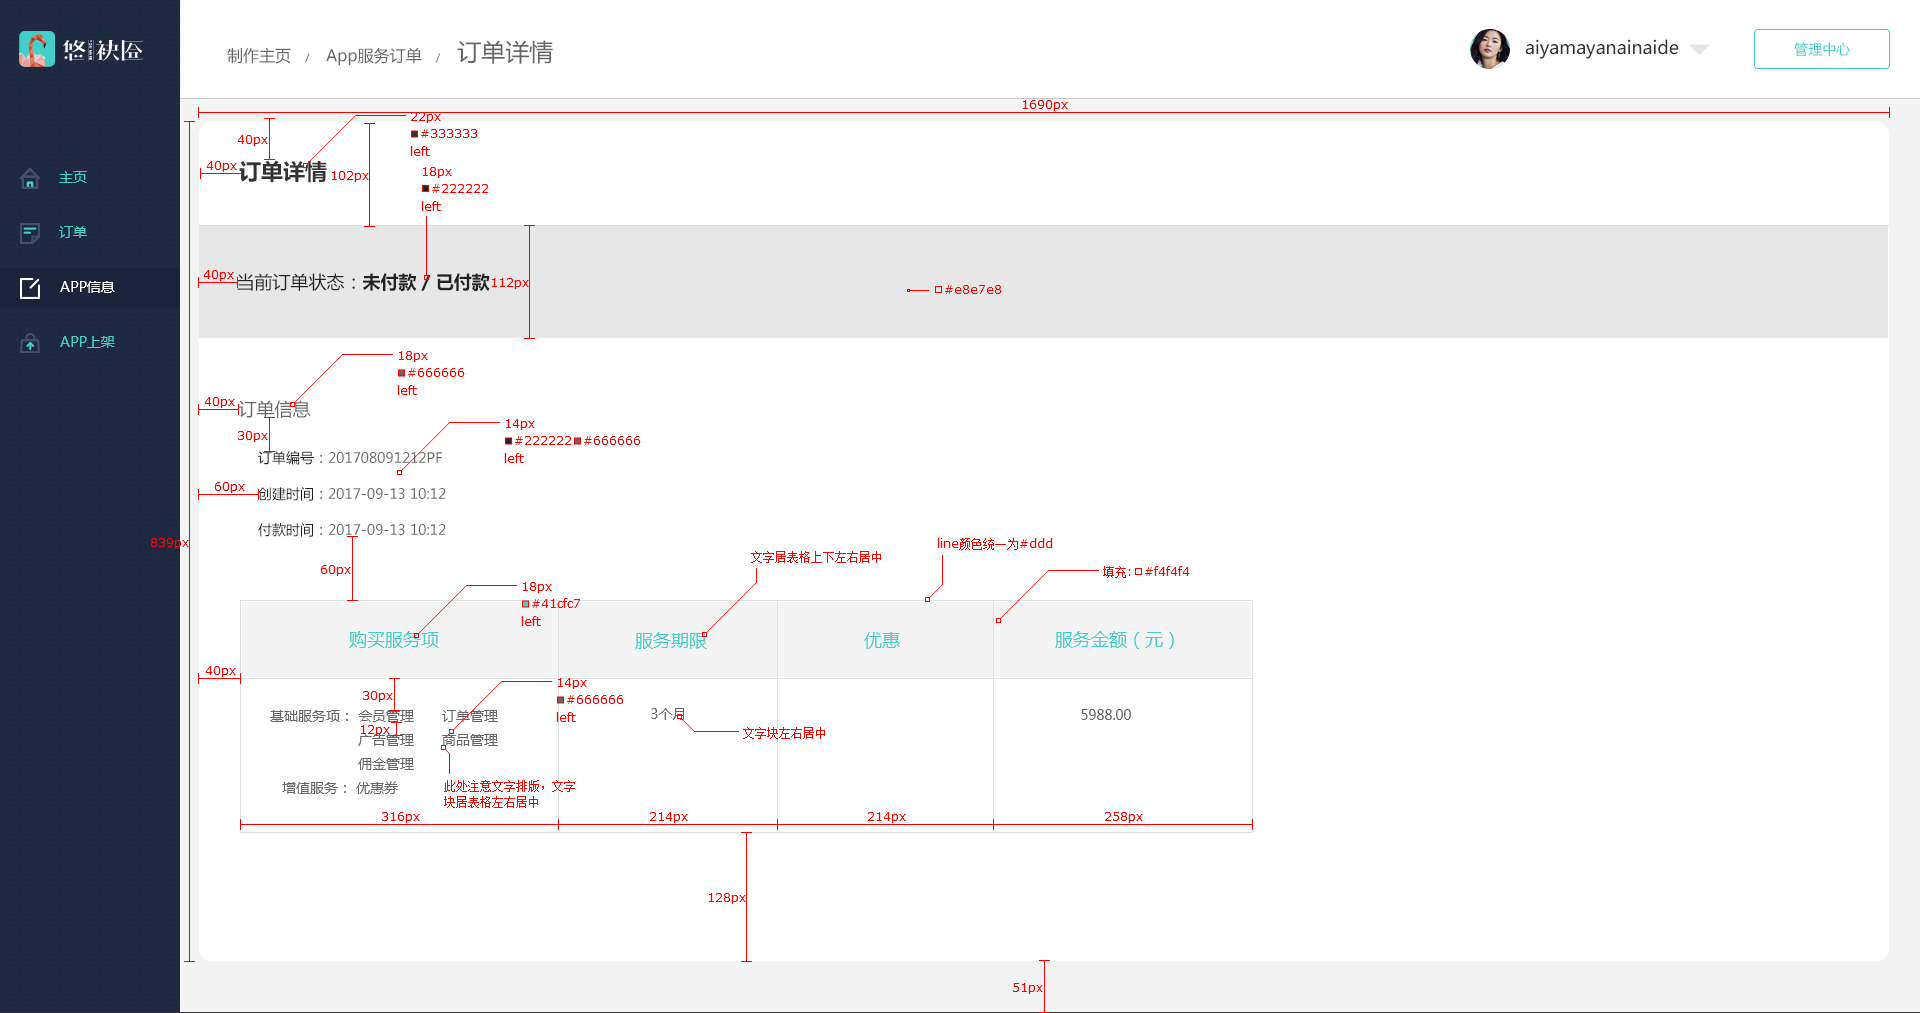 悠袂匠
制作主页 / App服务订单 / 订单详情
aiyamayanainaide
管理中心
主页
订单
APP信息
APP上架
1690px
40px
22px
#333333
left
40px
订单详情
102px
18px
#222222
left
40px
当前订单状态：未付款 / 已付款
112px
#e8e7e8
18px
#666666
left
40px
订单信息
30px
14px
#222222 #666666
left
订单编号：201708091212PF
60px
创建时间：2017-09-13 10:12
付款时间：2017-09-13 10:12
839px
60px
18px
#41cfc7
left
文字居表格上下左右居中
line颜色统一为#ddd
填充: #f4f4f4
购买服务项 服务期限 优惠 服务金额（元）
40px
30px
14px
#666666
left
基础服务项： 会员管理 订单管理
12px
广告管理 商品管理
佣金管理
增值服务： 优惠券
3个月
文字块左右居中
5988.00
此处注意文字排版，文字
块居表格左右居中
316px 214px 214px 258px
128px
51px